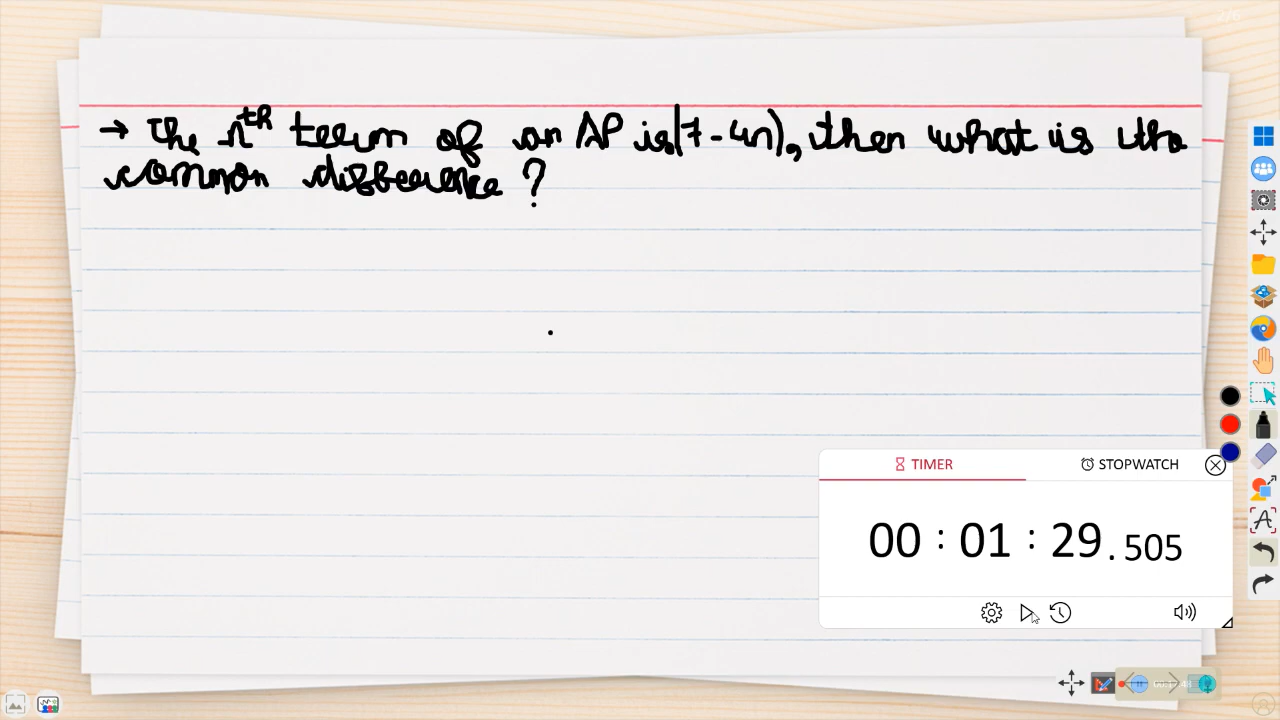 → The nth term of an AP is (7-4n), then what is the
common difference ?
TIMER
STOPWATCH
00 : 01 : 29.505